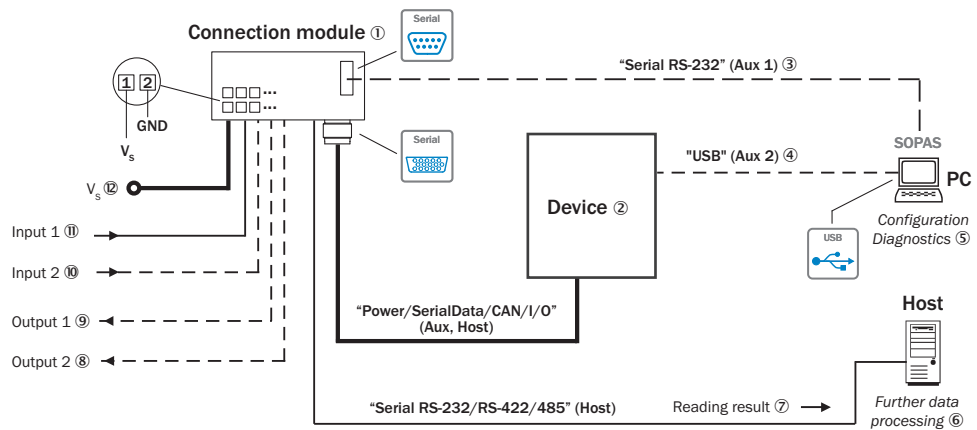 Serial
Connection module ①
"Serial RS-232" (Aux 1) ③
1 2
GND
Vs
Serial
SOPAS
PC
"USB" (Aux 2) ④
Device ②
Configuration
Diagnostics ⑤
USB
Vs ⑫
Input 1 ⑪
Input 2 ⑩
Output 1 ⑨
Output 2 ⑧
"Power/SerialData/CAN/I/O"
(Aux, Host)
Host
"Serial RS-232/RS-422/485" (Host)
Reading result ⑦
Further data
processing ⑥